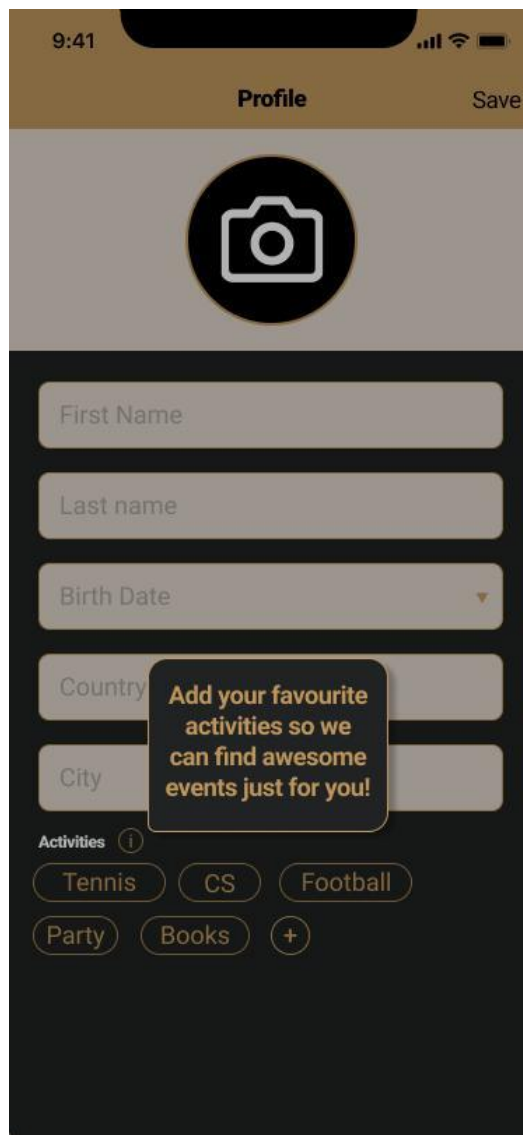 9:41
Profile Save
First Name
Last name
Birth Date
Country
Add your favourite
activities so we
can find awesome
events just for you!
City
Activities i
Tennis CS Football
Party Books +